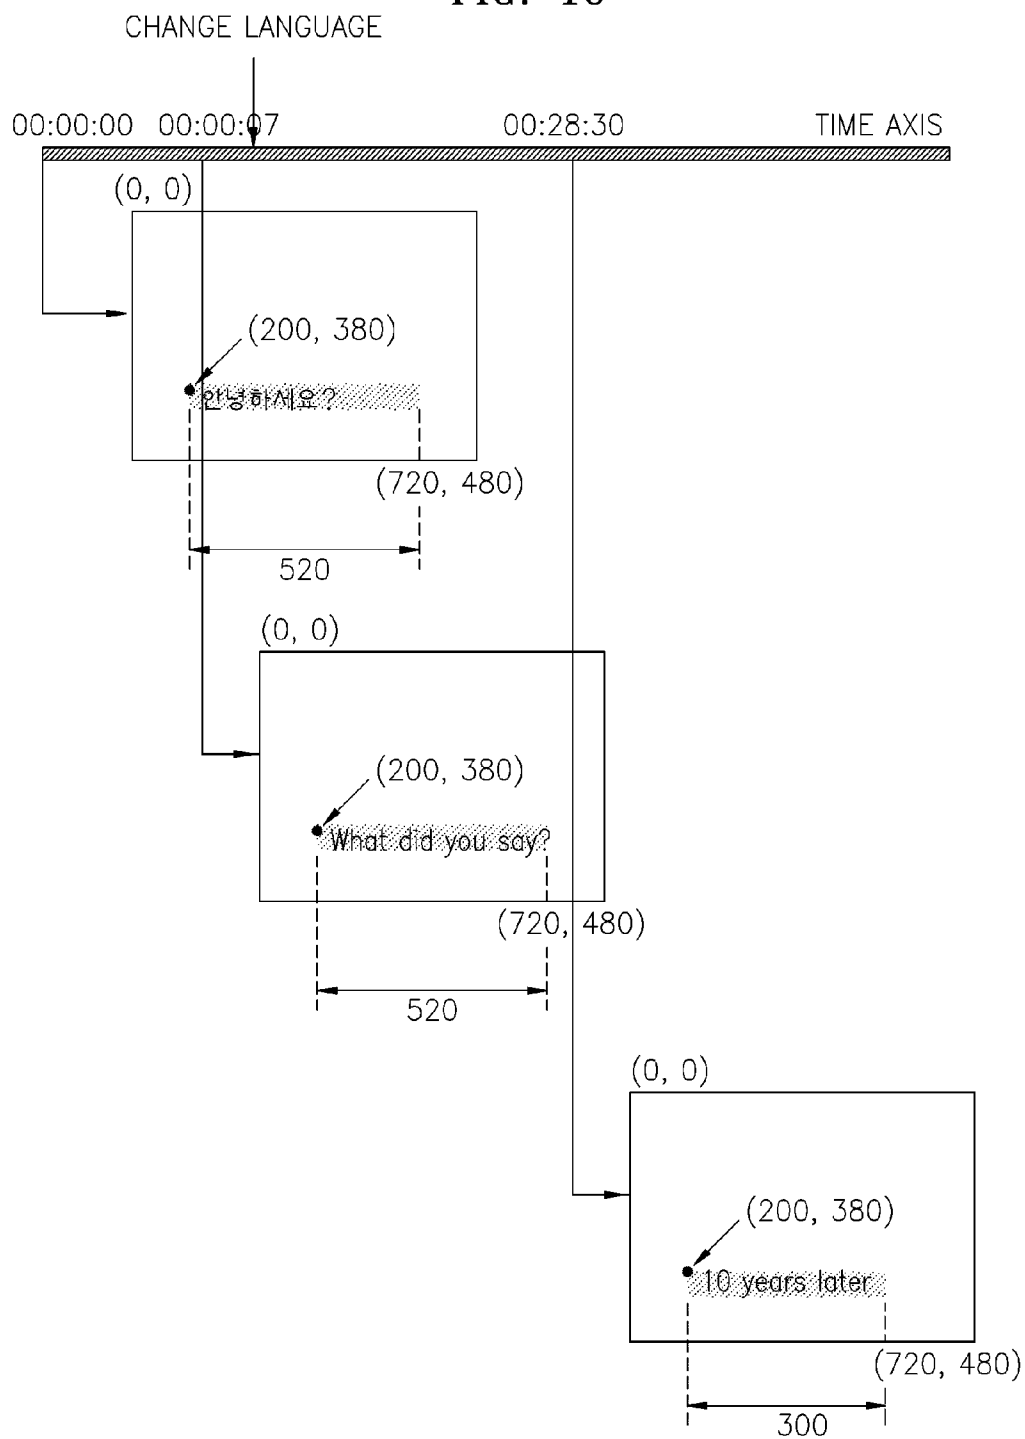 CHANGE LANGUAGE
00:00:00 00:00:07 00:28:30 TIME AXIS
(0, 0)
(200, 380)
안녕하세요?
(720, 480)
520
(0, 0)
(200, 380)
What did you say?
(720, 480)
520
(0, 0)
(200, 380)
10 years later
(720, 480)
300